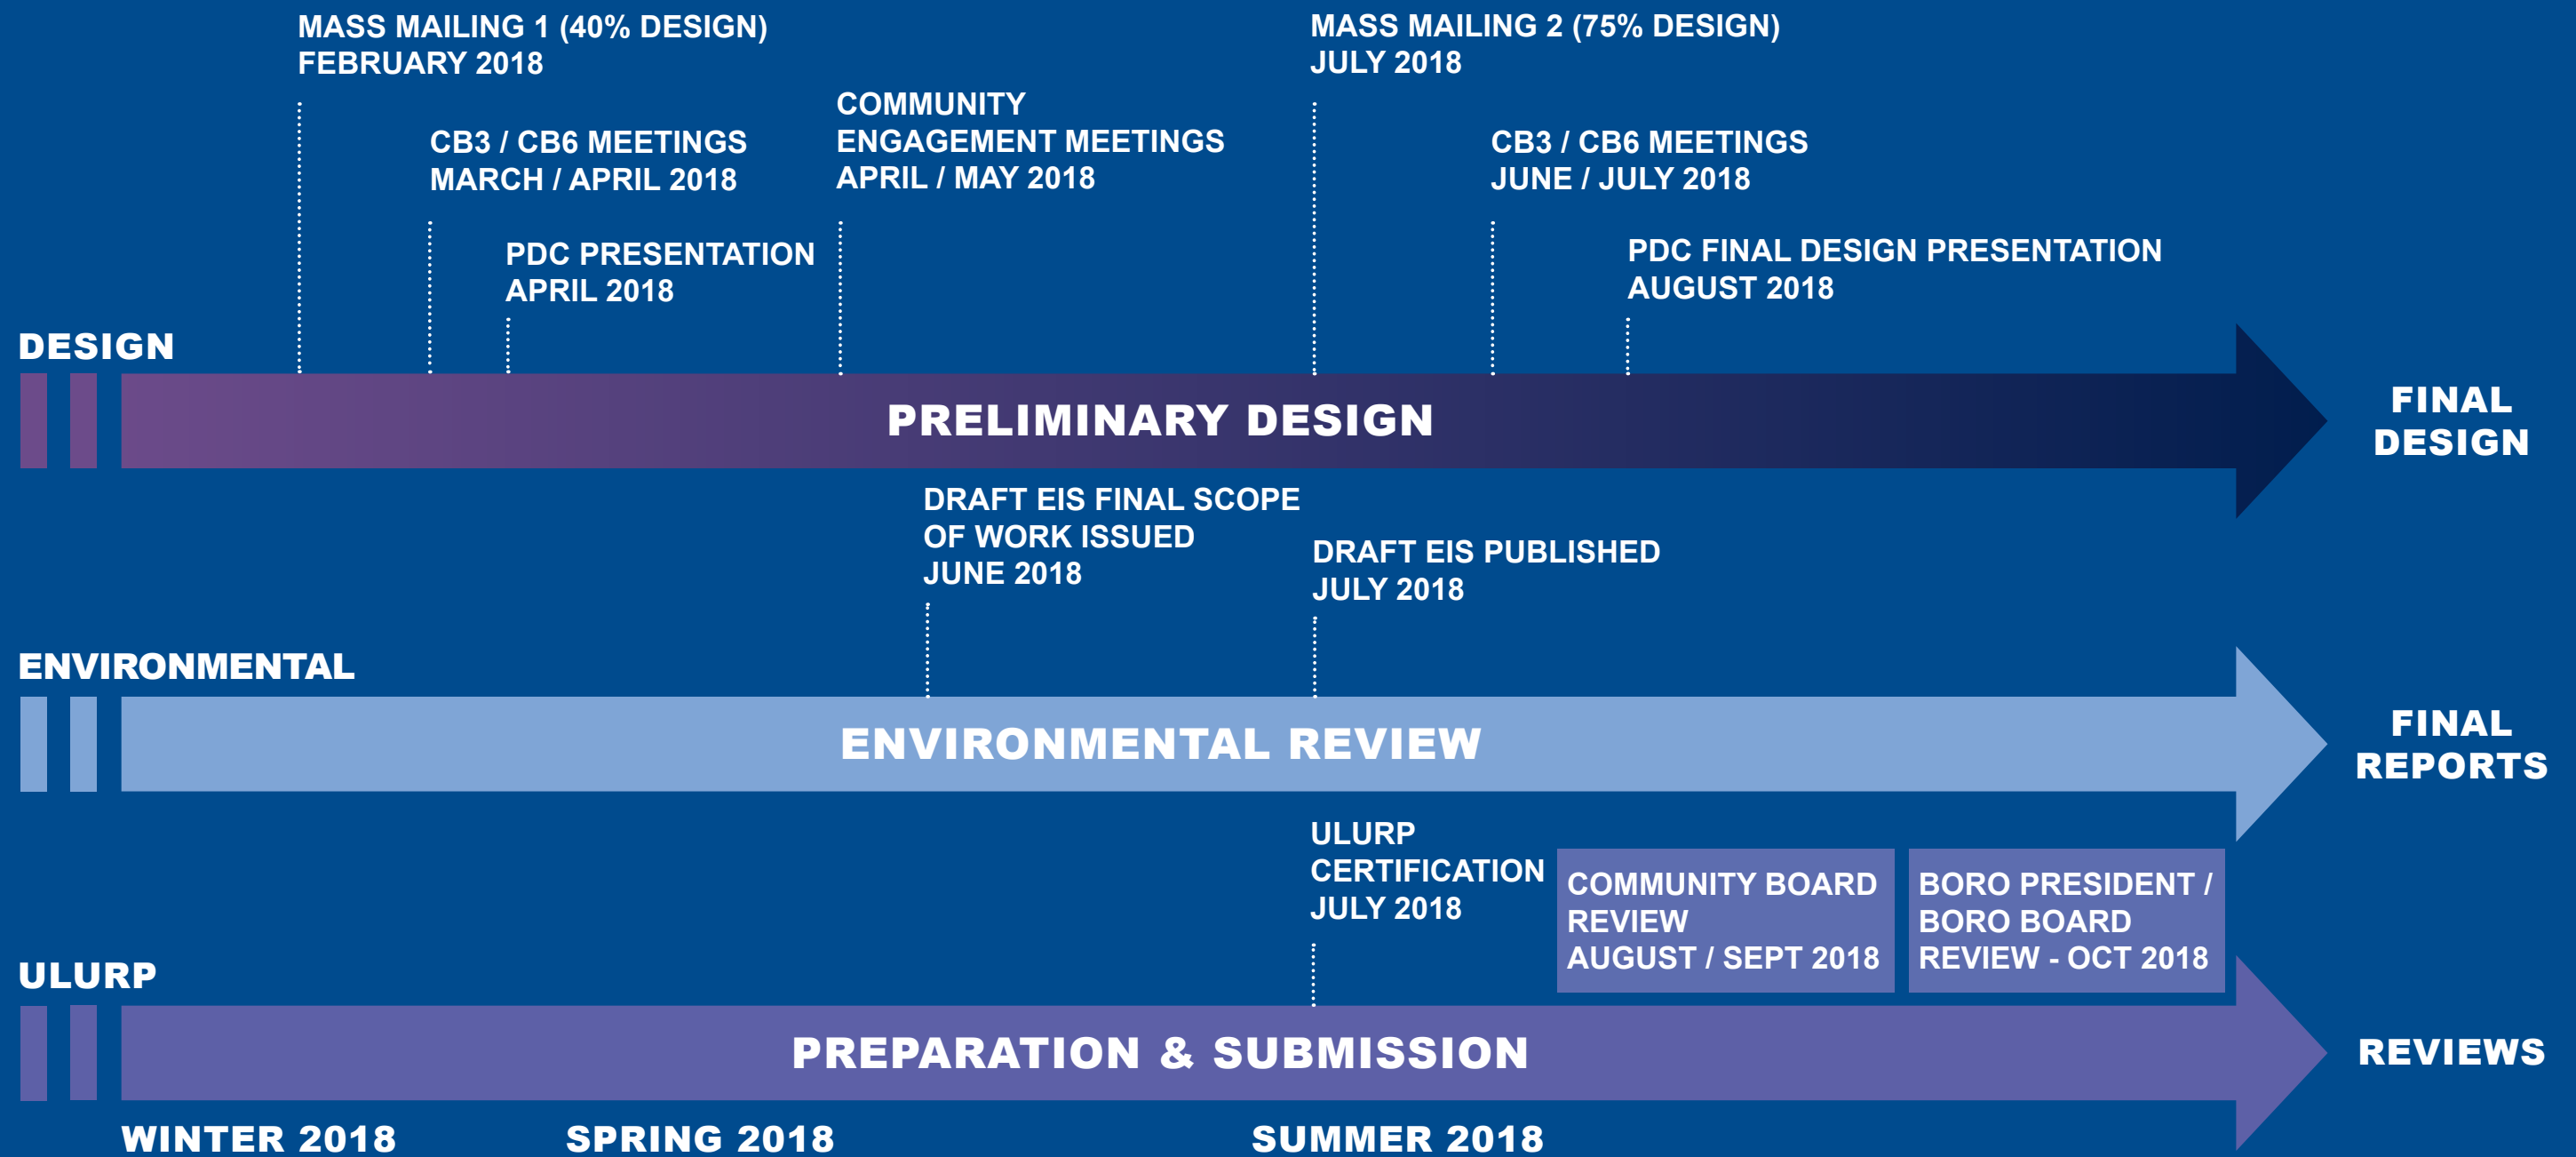 MASS MAILING 1 (40% DESIGN)
FEBRUARY 2018
MASS MAILING 2 (75% DESIGN)
JULY 2018
CB3 / CB6 MEETINGS
MARCH / APRIL 2018
COMMUNITY
ENGAGEMENT MEETINGS
APRIL / MAY 2018
CB3 / CB6 MEETINGS
JUNE / JULY 2018
PDC PRESENTATION
APRIL 2018
PDC FINAL DESIGN PRESENTATION
AUGUST 2018
DESIGN
PRELIMINARY DESIGN
FINAL
DESIGN
DRAFT EIS FINAL SCOPE
OF WORK ISSUED
JUNE 2018
DRAFT EIS PUBLISHED
JULY 2018
ENVIRONMENTAL
ENVIRONMENTAL REVIEW
FINAL
REPORTS
ULURP
CERTIFICATION
JULY 2018
COMMUNITY BOARD
REVIEW
AUGUST / SEPT 2018
BORO PRESIDENT /
BORO BOARD
REVIEW - OCT 2018
ULURP
PREPARATION & SUBMISSION
REVIEWS
WINTER 2018
SPRING 2018
SUMMER 2018